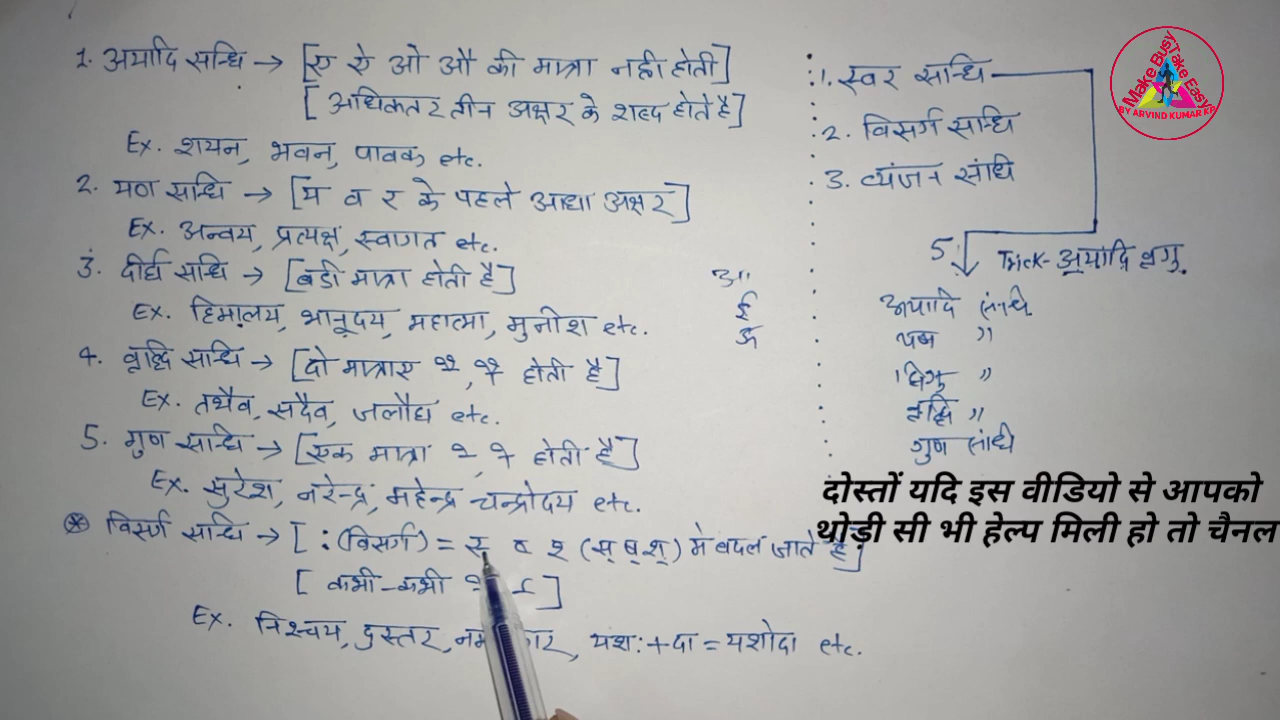 1. अयादि सन्धि → [ए ऐ ओ औ की मात्रा नही होती]
[अधिकतर तीन अक्षर के शब्द होते है]
Ex. शयन, भवन, पावक etc.
2. यण सन्धि → [य व र के पहले आधा अक्षर]
Ex. अन्वय, प्रत्यक्ष, स्वागत etc.
3. दीर्घ सन्धि → [बडी मात्रा होती है]
Ex. हिमालय, भानूदय, महात्मा, मुनीश etc.
आ
ई
ऊ
4. वृद्धि सन्धि → [दो मात्राए ै, ौ होती है]
Ex. तथैव, सदैव, जलौघ etc.
5. गुण सन्धि → [एक मात्रा े, ो होती है]
Ex. सुरेश, नरेन्द्र, महेन्द्र चन्द्रोदय etc.
* विसर्ग सन्धि → [ : (विसर्ग) = स् ष् श् (स् ष् श्) मे बदल जाते है]
[कभी-कभी]
Ex. निश्चय, दुस्तर, यश:+दा=यशोदा etc.
1. स्वर सन्धि
2. विसर्ग सन्धि
3. व्यंजन संधि
5 Trick- अयादि
अयादि संधि
यण "
दीर्घ "
वृद्धि "
गुण संधि
Make Busy Take Easy
BY ARVIND KUMAR KP
दोस्तों यदि इस वीडियो से आपको
थोड़ी सी भी हेल्प मिली हो तो चैनल